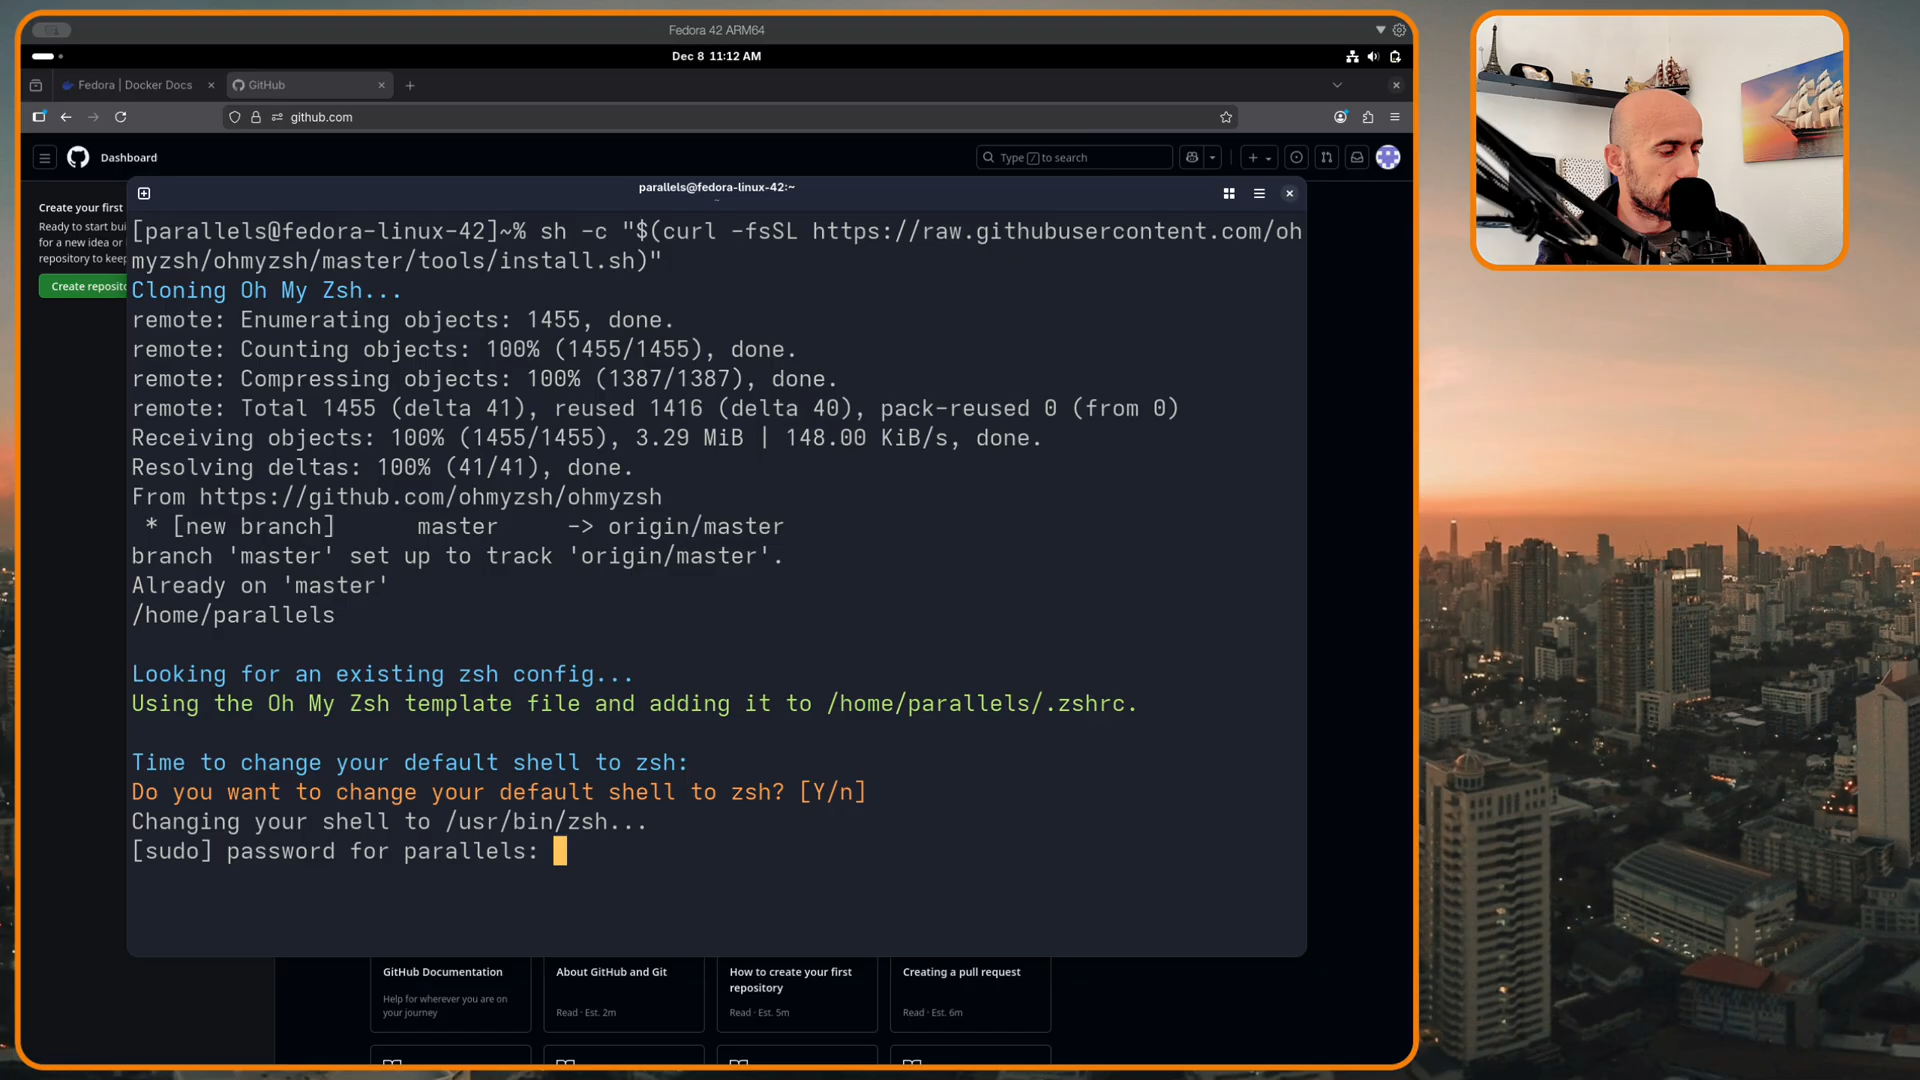 Fedora 42 ARM64
Dec 8 11:12 AM
Fedora | Docker Docs
GitHub
github.com
Dashboard
Type / to search
Create your first
Ready to start bui
for a new idea or
repository to keep
Create reposito
parallels@fedora-linux-42:~
~
[parallels@fedora-linux-42]~% sh -c "$(curl -fsSL https://raw.githubusercontent.com/oh
myzsh/ohmyzsh/master/tools/install.sh)"
Cloning Oh My Zsh...
remote: Enumerating objects: 1455, done.
remote: Counting objects: 100% (1455/1455), done.
remote: Compressing objects: 100% (1387/1387), done.
remote: Total 1455 (delta 41), reused 1416 (delta 40), pack-reused 0 (from 0)
Receiving objects: 100% (1455/1455), 3.29 MiB | 148.00 KiB/s, done.
Resolving deltas: 100% (41/41), done.
From https://github.com/ohmyzsh/ohmyzsh
* [new branch] master -> origin/master
branch 'master' set up to track 'origin/master'.
Already on 'master'
/home/parallels
Looking for an existing zsh config...
Using the Oh My Zsh template file and adding it to /home/parallels/.zshrc.
Time to change your default shell to zsh:
Do you want to change your default shell to zsh? [Y/n]
Changing your shell to /usr/bin/zsh...
[sudo] password for parallels:
GitHub Documentation
Help for wherever you are on
your journey
About GitHub and Git
Read · Est. 2m
How to create your first
repository
Read · Est. 5m
Creating a pull request
Read · Est. 6m